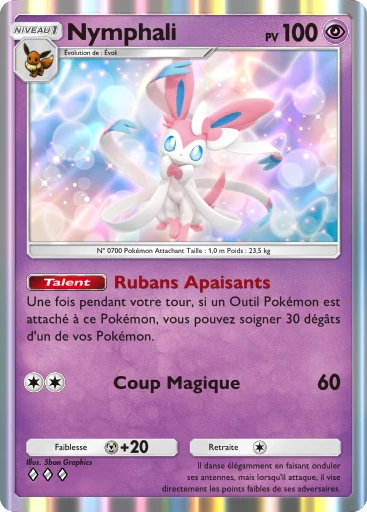 NIVEAU 1
Nymphali
PV 100
Évolution de : Évoli
N° 0700 Pokémon Attachant Taille : 1,0 m Poids : 23,5 kg
Talent Rubans Apaisants
Une fois pendant votre tour, si un Outil Pokémon est
attaché à ce Pokémon, vous pouvez soigner 30 dégâts
d'un de vos Pokémon.
Coup Magique 60
Faiblesse +20 Retraite
Illus. 5ban Graphics
Il danse élégamment en faisant onduler
ses antennes, mais lorsqu'il attaque, il vise
directement les points faibles de ses adversaires.